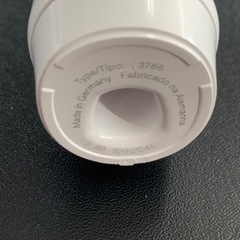 Type/Tipo: 3766
Made in Germany Fabricado na Alemanha